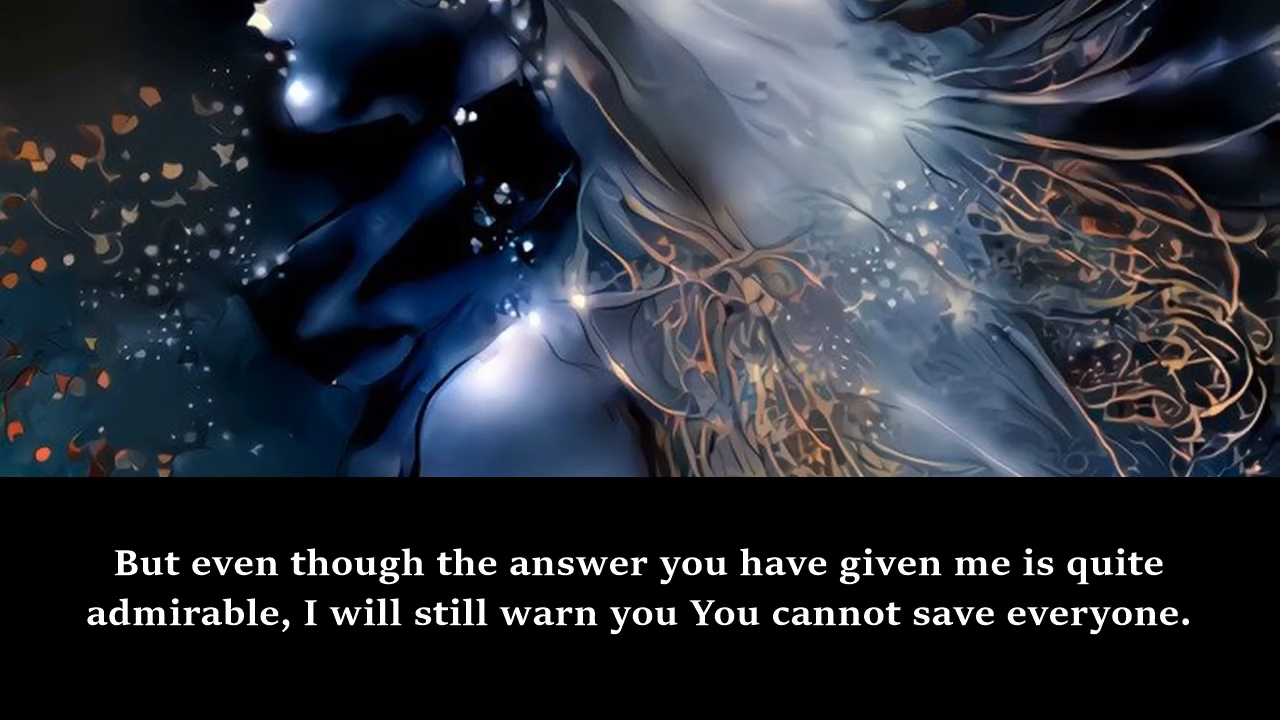 But even though the answer you have given me is quite
admirable, I will still warn you You cannot save everyone.